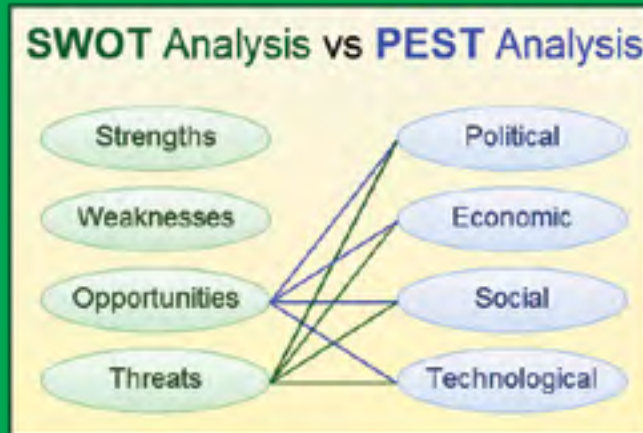 SWOT Analysis vs PEST Analysis
Strengths
Political
Weaknesses
Economic
Opportunities
Social
Threats
Technological